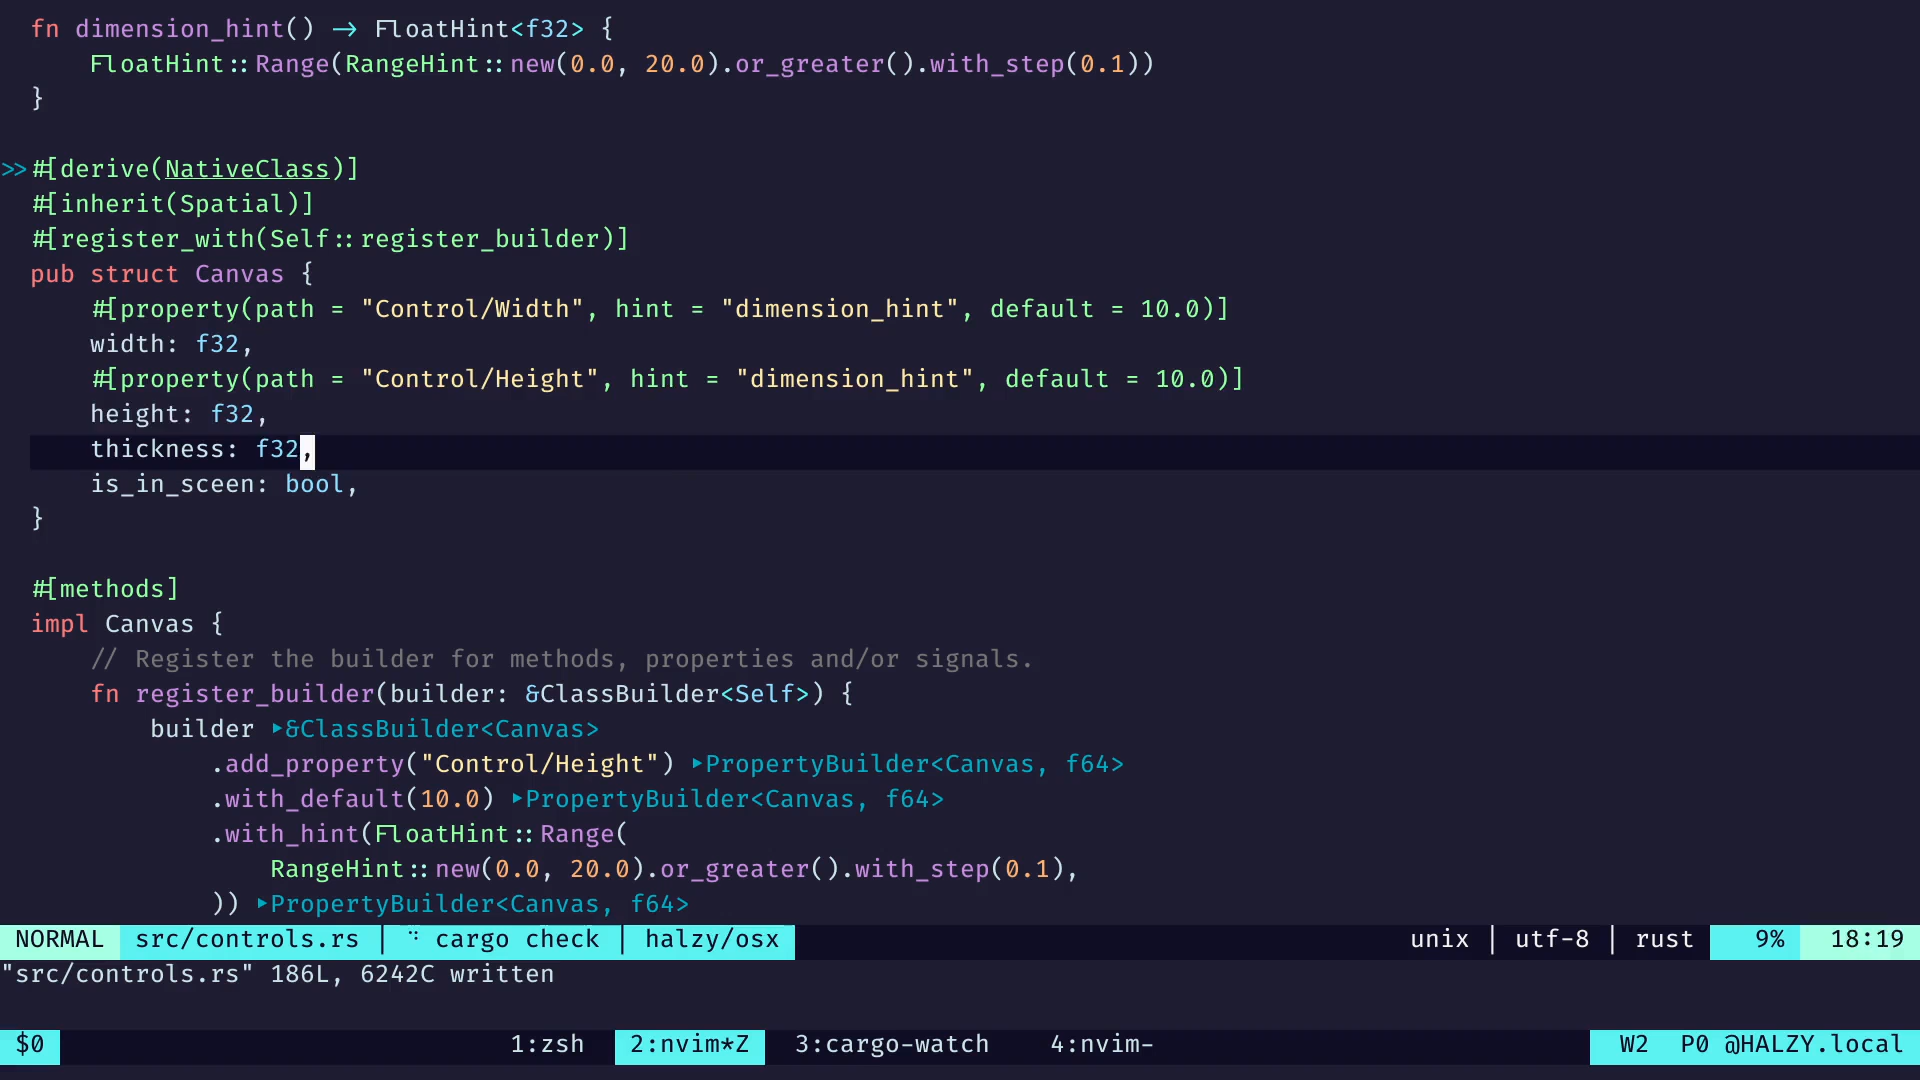 fn dimension_hint() -> FloatHint<f32> {
    FloatHint::Range(RangeHint::new(0.0, 20.0).or_greater().with_step(0.1))
}
>>#[derive(NativeClass)]
#[inherit(Spatial)]
#[register_with(Self::register_builder)]
pub struct Canvas {
    #[property(path = "Control/Width", hint = "dimension_hint", default = 10.0)]
    width: f32,
    #[property(path = "Control/Height", hint = "dimension_hint", default = 10.0)]
    height: f32,
    thickness: f32,
    is_in_sceen: bool,
}
#[methods]
impl Canvas {
    // Register the builder for methods, properties and/or signals.
    fn register_builder(builder: &ClassBuilder<Self>) {
        builder ‣&ClassBuilder<Canvas>
            .add_property("Control/Height") ‣PropertyBuilder<Canvas, f64>
            .with_default(10.0) ‣PropertyBuilder<Canvas, f64>
            .with_hint(FloatHint::Range(
                RangeHint::new(0.0, 20.0).or_greater().with_step(0.1),
            )) ‣PropertyBuilder<Canvas, f64>
NORMAL src/controls.rs | cargo check | halzy/osx unix | utf-8 | rust 9% 18:19
"src/controls.rs" 186L, 6242C written
$0 1:zsh 2:nvim*Z 3:cargo-watch 4:nvim- W2 P0 @HALZY.local